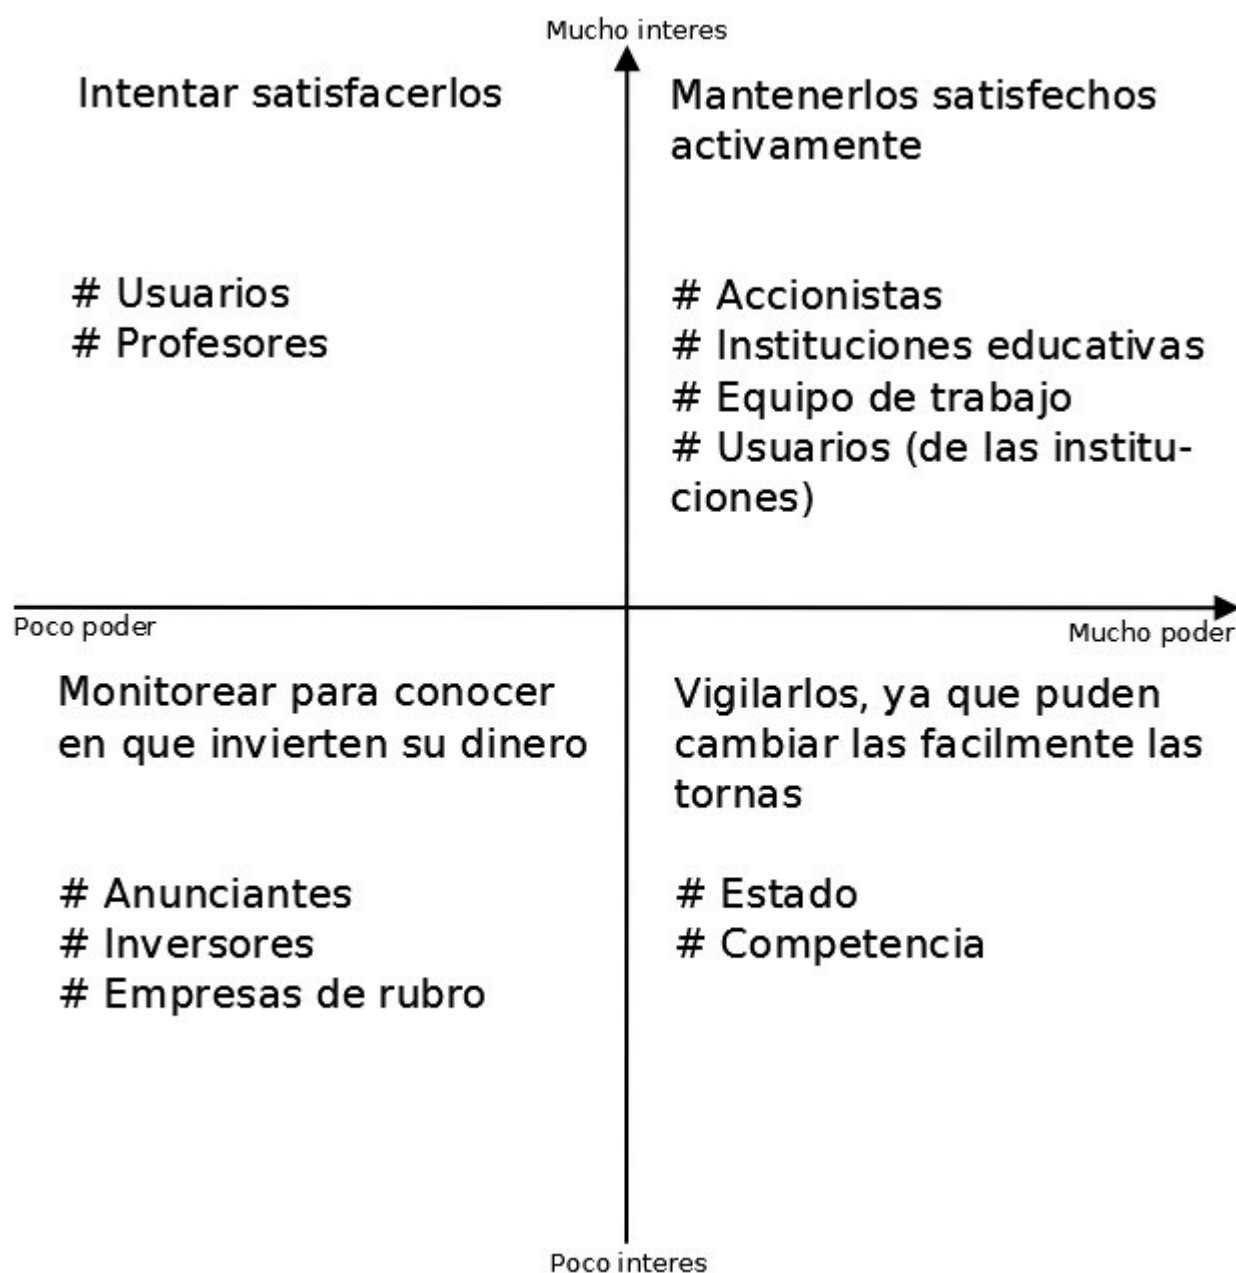 Mucho interes
Intentar satisfacerlos
Mantenerlos satisfechos
activamente
# Usuarios
# Profesores
# Accionistas
# Instituciones educativas
# Equipo de trabajo
# Usuarios (de las institu-
ciones)
Poco poder
Mucho poder
Monitorear para conocer
en que invierten su dinero
Vigilarlos, ya que puden
cambiar las facilmente las
tornas
# Anunciantes
# Inversores
# Empresas de rubro
# Estado
# Competencia
Poco interes